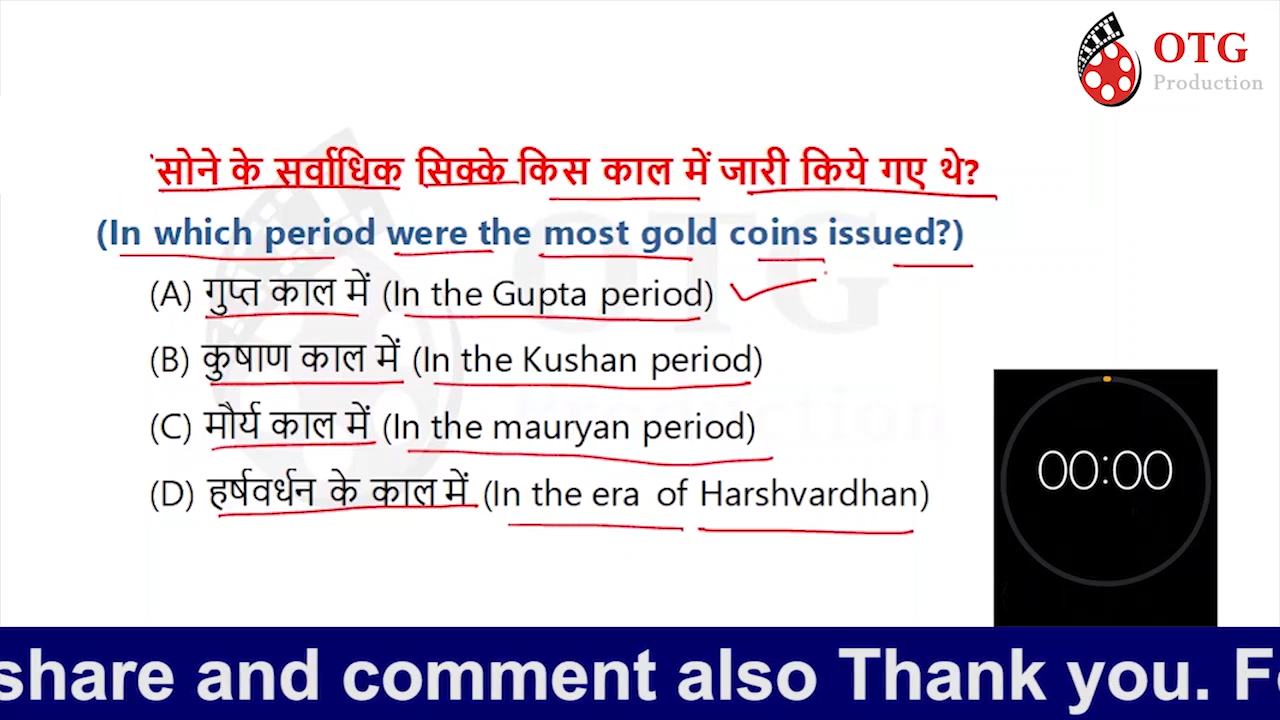 OTG
Production
सोने के सर्वाधिक सिक्के किस काल में जारी किये गए थे?
(In which period were the most gold coins issued?)
(A) गुप्त काल में (In the Gupta period)
(B) कुषाण काल में (In the Kushan period)
(C) मौर्य काल में (In the mauryan period)
(D) हर्षवर्धन के काल में (In the era of Harshvardhan)
00:00
share and comment also Thank you. F